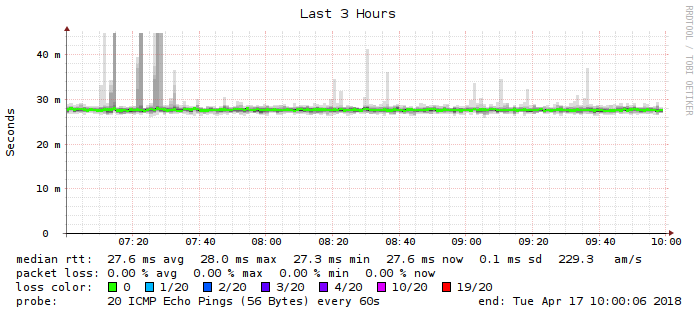 Last 3 Hours
RRDTOOL / TOBI OETIKER
Seconds
40 m
30 m
20 m
10 m
0
07:20 07:40 08:00 08:20 08:40 09:00 09:20 09:40 10:00
median rtt: 27.6 ms avg 28.0 ms max 27.3 ms min 27.6 ms now 0.1 ms sd 229.3 am/s
packet loss: 0.00 % avg 0.00 % max 0.00 % min 0.00 % now
loss color: 0 1/20 2/20 3/20 4/20 10/20 19/20
probe: 20 ICMP Echo Pings (56 Bytes) every 60s end: Tue Apr 17 10:00:06 2018